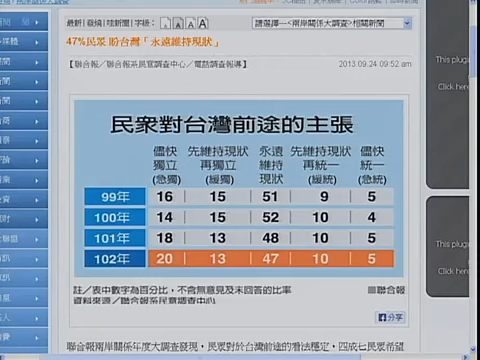 最新│發燒│哇新聞│字級：A A A A
請選擇---<兩岸關係大調查>相關新聞
47%民眾 盼台灣「永遠維持現狀」
【聯合報╱聯合報系民意調查中心╱電話調查報導】
2013.09.24 09:52 am
民眾對台灣前途的主張
儘快獨立(急獨) 先維持現狀再獨立(緩獨) 永遠維持現狀 先維持現狀再統一(緩統) 儘快統一(急統)
99年 16 15 51 9 5
100年 14 15 52 10 4
101年 18 13 48 10 5
102年 20 13 47 10 5
註／表中數字為百分比，不含無意見及未回答的比率
資料來源／聯合報系民意調查中心
■聯合報
分享
聯合報兩岸關係年度大調查發現，民眾對於台灣前途的看法穩定，四成七民眾希望
This plug
Click here
This plug
Click here